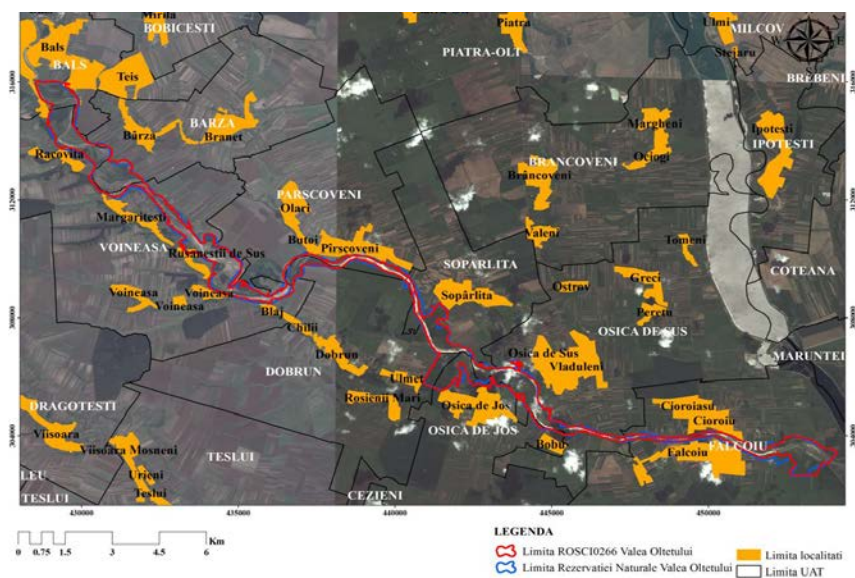 Mirila
BOBICESTI
Piatra
Ulmi
MILCOV
Bals
PIATRA-OLT
Stejaru
BALS
Teis
BREBENI
316000
BARZA
Bârza
Branet
Margheni
Ipotesti
IPOTESTI
Racovita
Ociogi
BRANCOVENI
Brâncoveni
312000
PARSCOVENI
Olari
Margaritesti
Butoi
Pîrscoveni
Valeni
Tomeni
VOINEASA
Rusanestii de Sus
SOPÂRLITA
Greci
COTEANA
Voineasa
Voineasa
Voineasa
Sopârlita
Ostrov
Peretu
308000
Blaj
Chilii
OSICA DE SUS
Dobrun
Osica de Sus
Vladuleni
MARUNTEI
DOBRUN
Ulmet
Rosienii Mari
Osica de Jos
OSICA DE JOS
Cioroiasu
Cioroiu
DRAGOTESTI
Viisoara
Viisoara Mosneni
Bobu
Falcoiu
FALCOIU
304000
TESLUI
Urieni
LEU
TESLUI
Teslui
CEZIENI
430000
435000
440000
445000
450000
Km
0 0.75 1.5 3 4.5 6
LEGENDA
Limita ROSCI0266 Valea Oltetului
Limita localitati
Limita Rezervatiei Naturale Valea Oltetului
Limita UAT